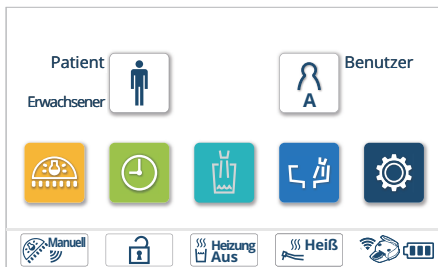 Patient
Erwachsener
Benutzer
A
Manuell
Heizung
Aus
Heiß